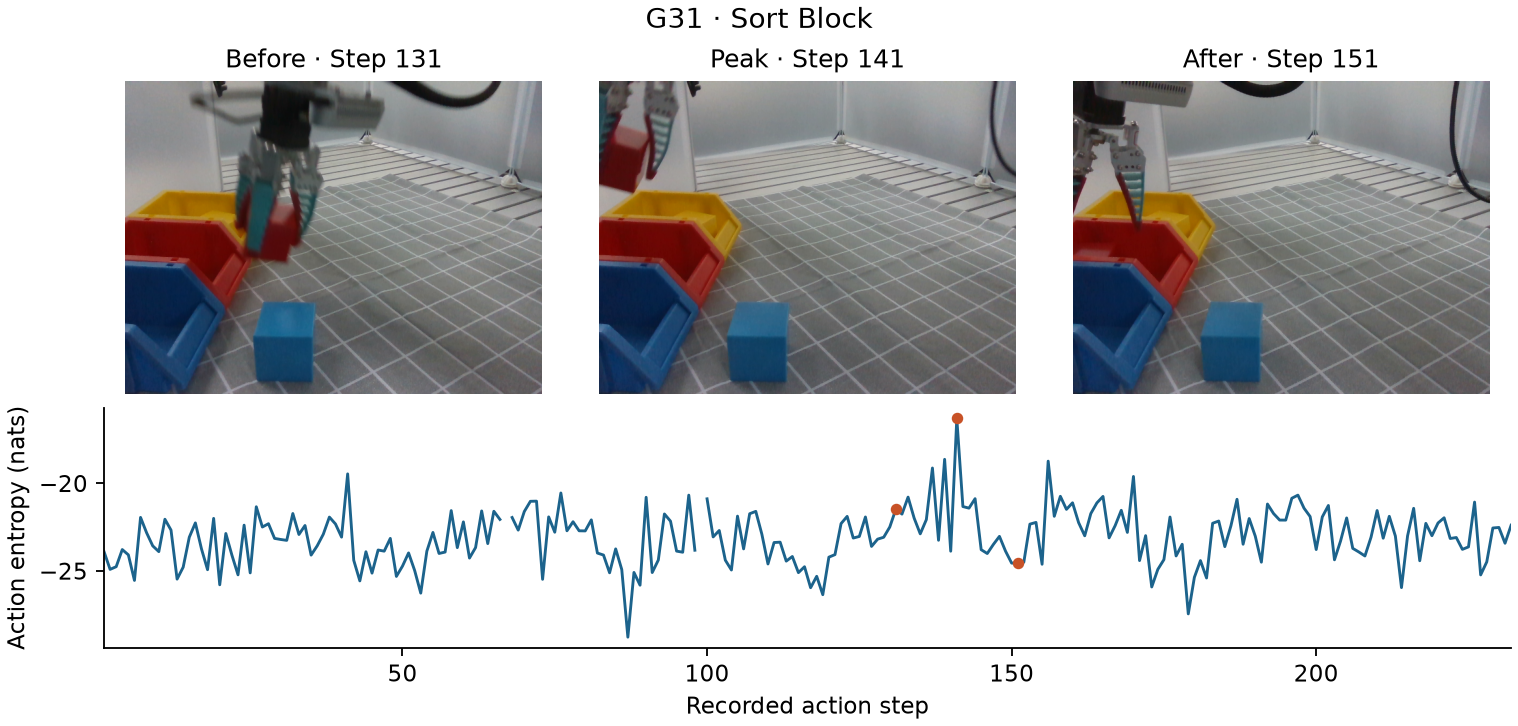 G31 · Sort Block
Before · Step 131
Peak · Step 141
After · Step 151
Action entropy (nats)
−20
−25
50
100
150
200
Recorded action step